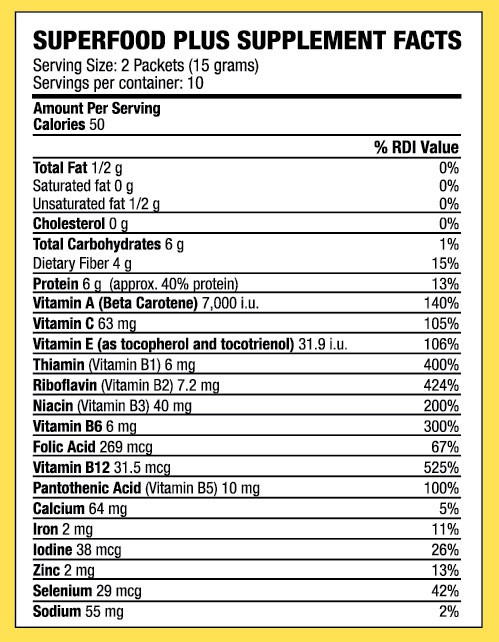 SUPERFOOD PLUS SUPPLEMENT FACTS
Serving Size: 2 Packets (15 grams)
Servings per container: 10
Amount Per Serving
Calories 50
% RDI Value
Total Fat 1/2 g 0%
Saturated fat 0 g 0%
Unsaturated fat 1/2 g 0%
Cholesterol 0 g 0%
Total Carbohydrates 6 g 1%
Dietary Fiber 4 g 15%
Protein 6 g (approx. 40% protein) 13%
Vitamin A (Beta Carotene) 7,000 i.u. 140%
Vitamin C 63 mg 105%
Vitamin E (as tocopherol and tocotrienol) 31.9 i.u. 106%
Thiamin (Vitamin B1) 6 mg 400%
Riboflavin (Vitamin B2) 7.2 mg 424%
Niacin (Vitamin B3) 40 mg 200%
Vitamin B6 6 mg 300%
Folic Acid 269 mcg 67%
Vitamin B12 31.5 mcg 525%
Pantothenic Acid (Vitamin B5) 10 mg 100%
Calcium 64 mg 5%
Iron 2 mg 11%
Iodine 38 mcg 26%
Zinc 2 mg 13%
Selenium 29 mcg 42%
Sodium 55 mg 2%